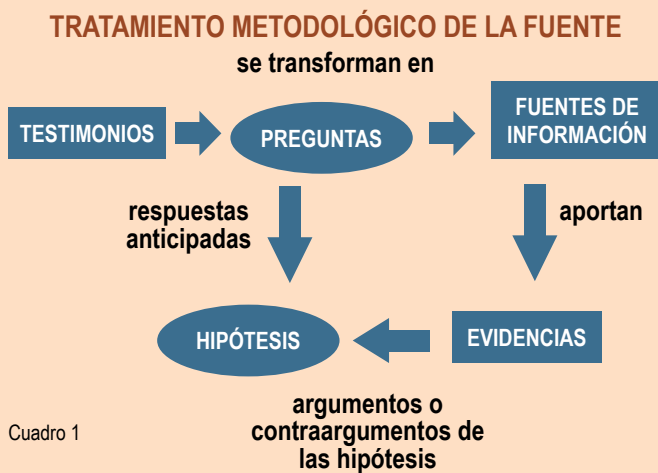 TRATAMIENTO METODOLÓGICO DE LA FUENTE
se transforman en
TESTIMONIOS
PREGUNTAS
FUENTES DE
INFORMACIÓN
respuestas
anticipadas
aportan
HIPÓTESIS
EVIDENCIAS
argumentos o
contraargumentos de
las hipótesis
Cuadro 1